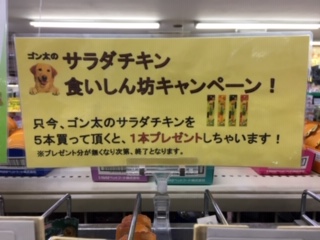 ゴン太の
サラダチキン
食いしん坊キャンペーン！
只今、ゴン太のサラダチキンを
５本買って頂くと、１本プレゼントしちゃいます！
※プレゼント分が無くなり次第、終了となります。